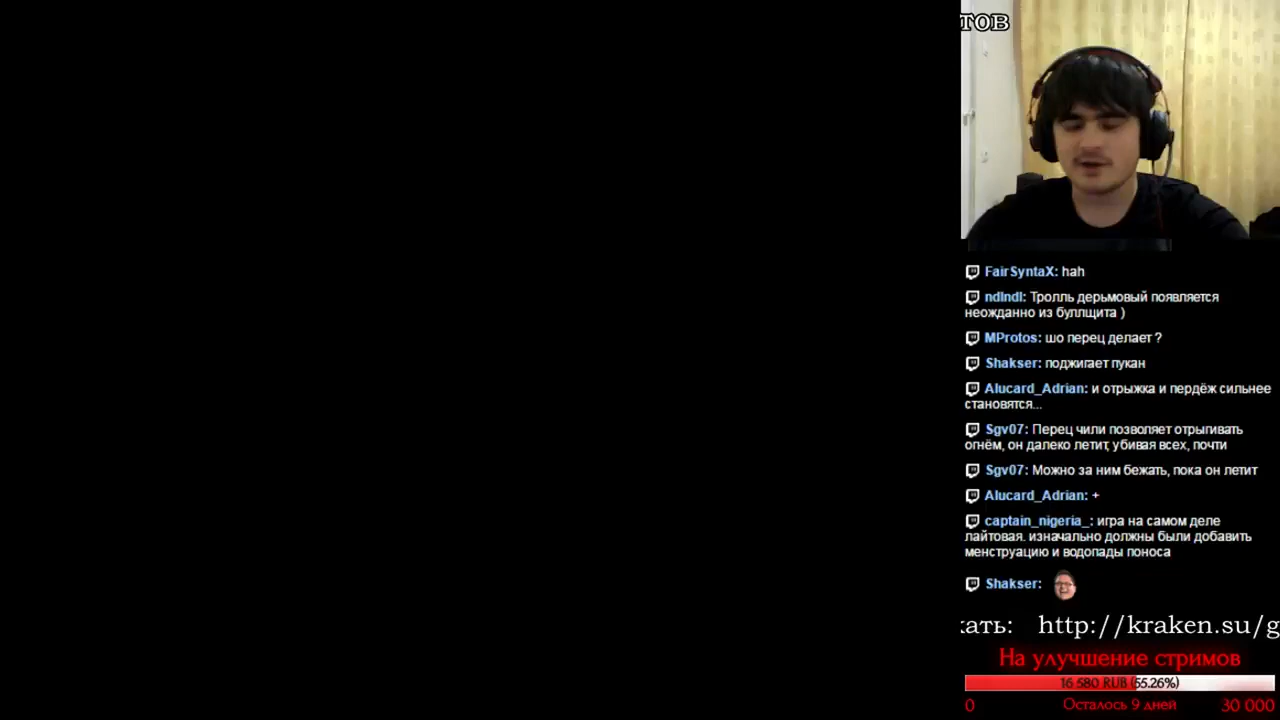 тов
FairSyntaX: hah
ndlndl: Тролль дерьмовый появляется
неожданно из буллщита )
MProtos: шо перец делает ?
Shakser: поджигает пукан
Alucard_Adrian: и отрыжка и пердёж сильнее
становятся...
Sgv07: Перец чили позволяет отрыгивать
огнём, он далеко летит, убивая всех, почти
Sgv07: Можно за ним бежать, пока он летит
Alucard_Adrian: +
captain_nigeria_: игра на самом деле
лайтовая. изначально должны были добавить
менструацию и водопады поноса
Shakser:
кать: http://kraken.su/g
На улучшение стримов
16 580 RUB (55.26%)
0 Осталось 9 дней 30 000